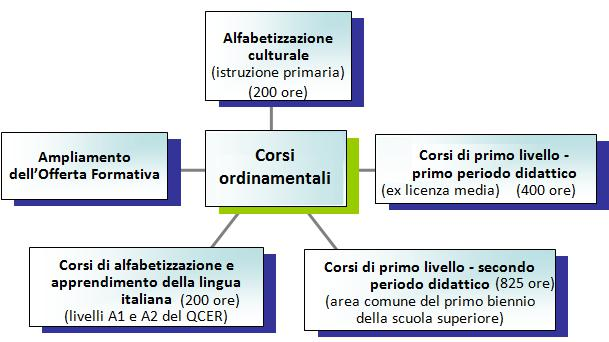 Alfabetizzazione
culturale
(istruzione primaria)
(200 ore)
Ampliamento
dell'Offerta Formativa
Corsi
ordinamentali
Corsi di primo livello -
primo periodo didattico
(ex licenza media) (400 ore)
Corsi di alfabetizzazione e
apprendimento della lingua
italiana (200 ore)
(livelli A1 e A2 del QCER)
Corsi di primo livello - secondo
periodo didattico (825 ore)
(area comune del primo biennio
della scuola superiore)